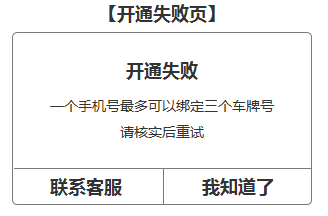 【开通失败页】
开通失败
一个手机号最多可以绑定三个车牌号
请核实后重试
联系客服 我知道了